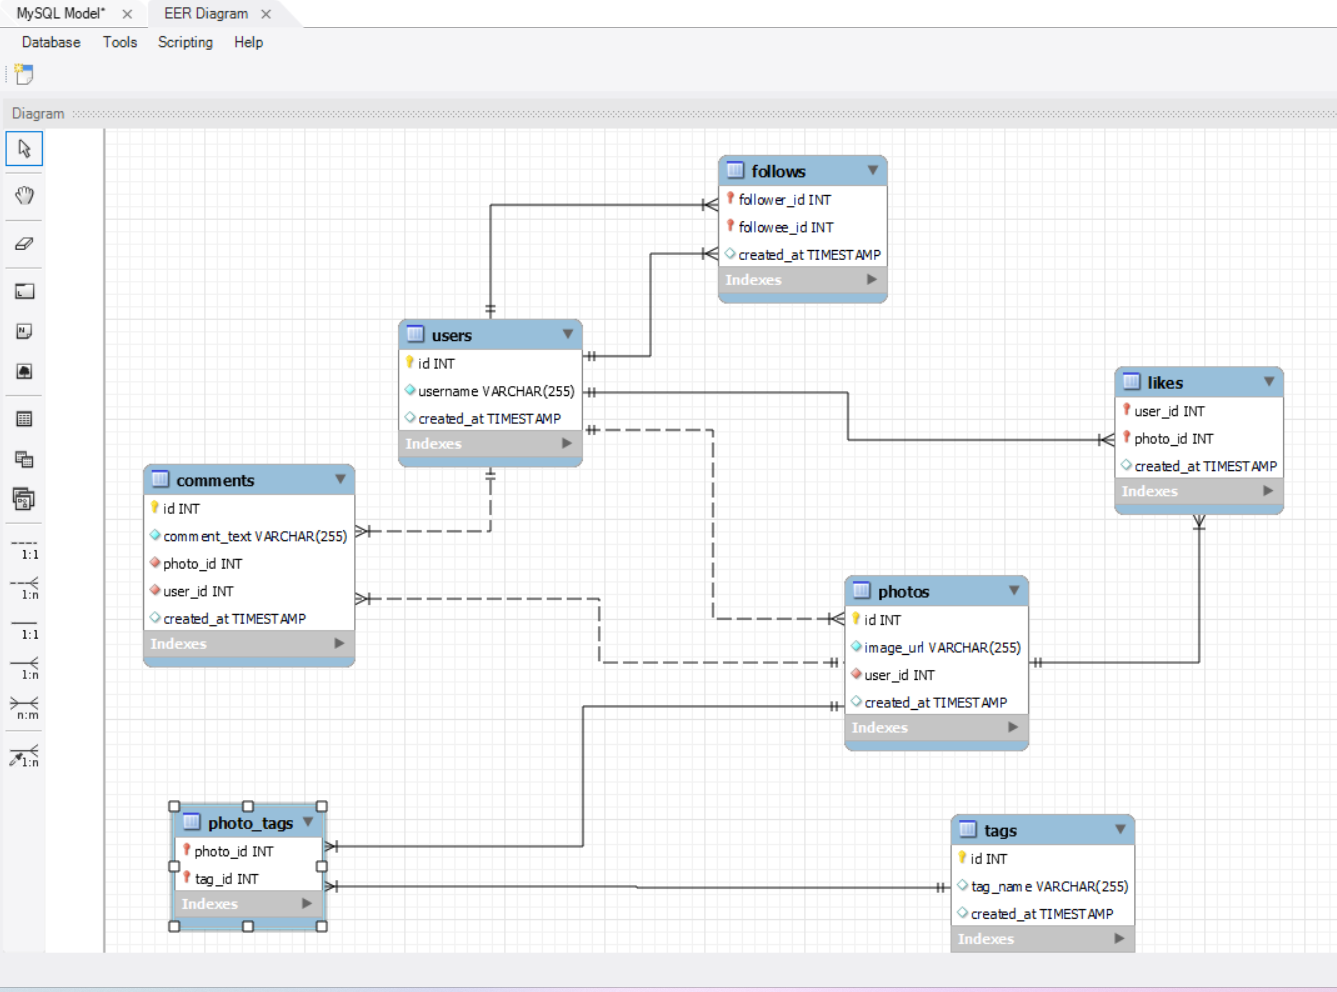 MySQL Model*
EER Diagram
Database Tools Scripting Help
Diagram
follows
follower_id INT
followee_id INT
created_at TIMESTAMP
Indexes
users
id INT
username VARCHAR(255)
created_at TIMESTAMP
Indexes
likes
user_id INT
photo_id INT
created_at TIMESTAMP
Indexes
comments
id INT
comment_text VARCHAR(255)
photo_id INT
user_id INT
created_at TIMESTAMP
Indexes
photos
id INT
image_url VARCHAR(255)
user_id INT
created_at TIMESTAMP
Indexes
photo_tags
photo_id INT
tag_id INT
Indexes
tags
id INT
tag_name VARCHAR(255)
created_at TIMESTAMP
Indexes
N
1:1
1:n
1:1
1:n
n:m
1:n